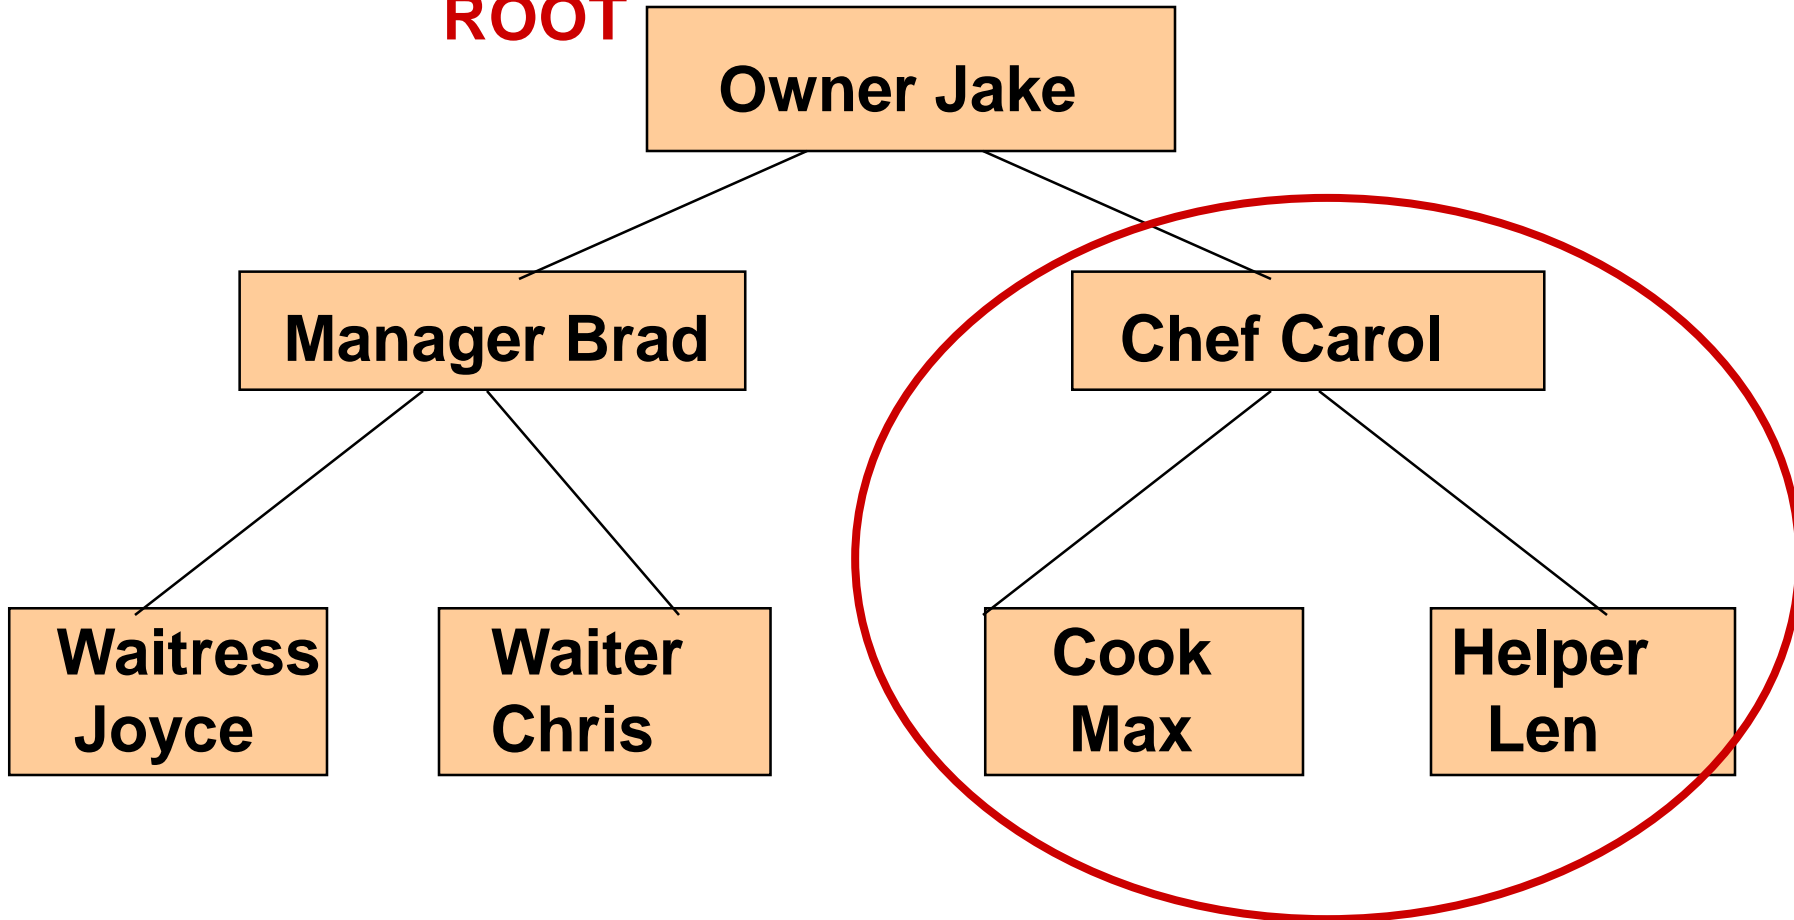 ROOT
Owner Jake
Manager Brad
Chef Carol
Waitress
Joyce
Waiter
Chris
Cook
Max
Helper
Len